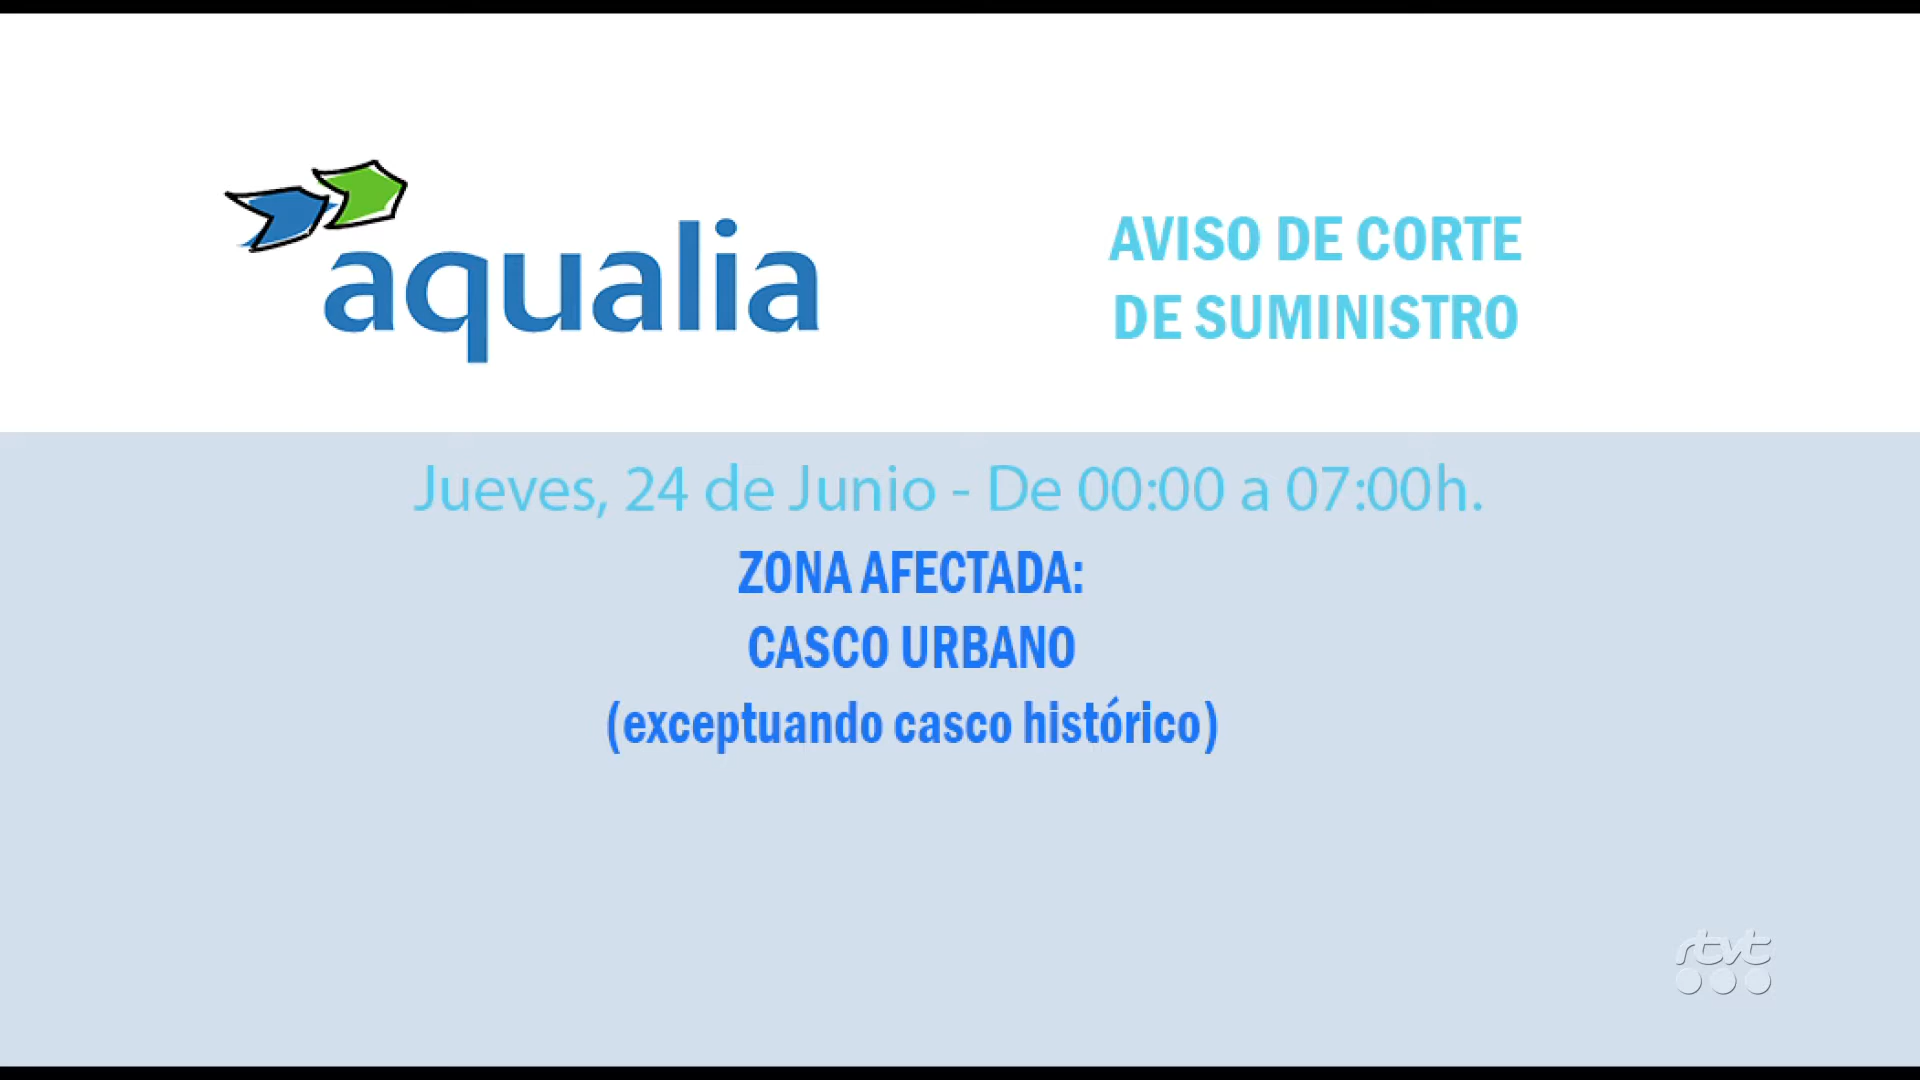 aqualia
AVISO DE CORTE
DE SUMINISTRO
Jueves, 24 de Junio - De 00:00 a 07:00h.
ZONA AFECTADA:
CASCO URBANO
(exceptuando casco histórico)
rtvt